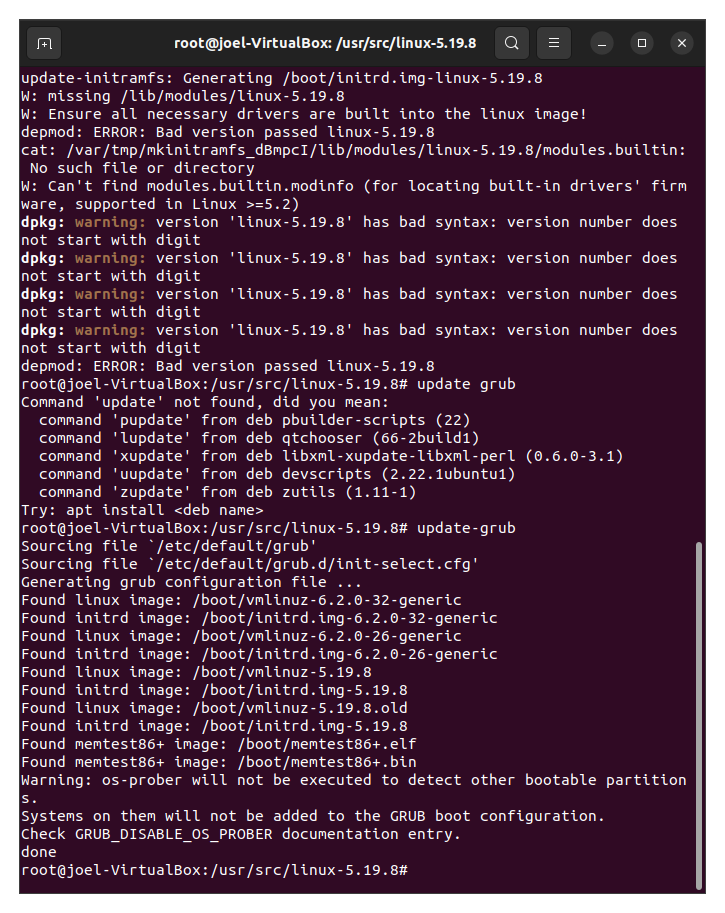 root@joel-VirtualBox: /usr/src/linux-5.19.8
update-initramfs: Generating /boot/initrd.img-linux-5.19.8
W: missing /lib/modules/linux-5.19.8
W: Ensure all necessary drivers are built into the linux image!
depmod: ERROR: Bad version passed linux-5.19.8
cat: /var/tmp/mkinitramfs_dBmpcI/lib/modules/linux-5.19.8/modules.builtin:
 No such file or directory
W: Can't find modules.builtin.modinfo (for locating built-in drivers' firm
ware, supported in Linux >=5.2)
dpkg: warning: version 'linux-5.19.8' has bad syntax: version number does
not start with digit
dpkg: warning: version 'linux-5.19.8' has bad syntax: version number does
not start with digit
dpkg: warning: version 'linux-5.19.8' has bad syntax: version number does
not start with digit
dpkg: warning: version 'linux-5.19.8' has bad syntax: version number does
not start with digit
depmod: ERROR: Bad version passed linux-5.19.8
root@joel-VirtualBox:/usr/src/linux-5.19.8# update grub
Command 'update' not found, did you mean:
  command 'pupdate' from deb pbuilder-scripts (22)
  command 'lupdate' from deb qtchooser (66-2build1)
  command 'xupdate' from deb libxml-xupdate-libxml-perl (0.6.0-3.1)
  command 'uupdate' from deb devscripts (2.22.1ubuntu1)
  command 'zupdate' from deb zutils (1.11-1)
Try: apt install <deb name>
root@joel-VirtualBox:/usr/src/linux-5.19.8# update-grub
Sourcing file `/etc/default/grub'
Sourcing file `/etc/default/grub.d/init-select.cfg'
Generating grub configuration file ...
Found linux image: /boot/vmlinuz-6.2.0-32-generic
Found initrd image: /boot/initrd.img-6.2.0-32-generic
Found linux image: /boot/vmlinuz-6.2.0-26-generic
Found initrd image: /boot/initrd.img-6.2.0-26-generic
Found linux image: /boot/vmlinuz-5.19.8
Found initrd image: /boot/initrd.img-5.19.8
Found linux image: /boot/vmlinuz-5.19.8.old
Found initrd image: /boot/initrd.img-5.19.8
Found memtest86+ image: /boot/memtest86+.elf
Found memtest86+ image: /boot/memtest86+.bin
Warning: os-prober will not be executed to detect other bootable partition
s.
Systems on them will not be added to the GRUB boot configuration.
Check GRUB_DISABLE_OS_PROBER documentation entry.
done
root@joel-VirtualBox:/usr/src/linux-5.19.8#